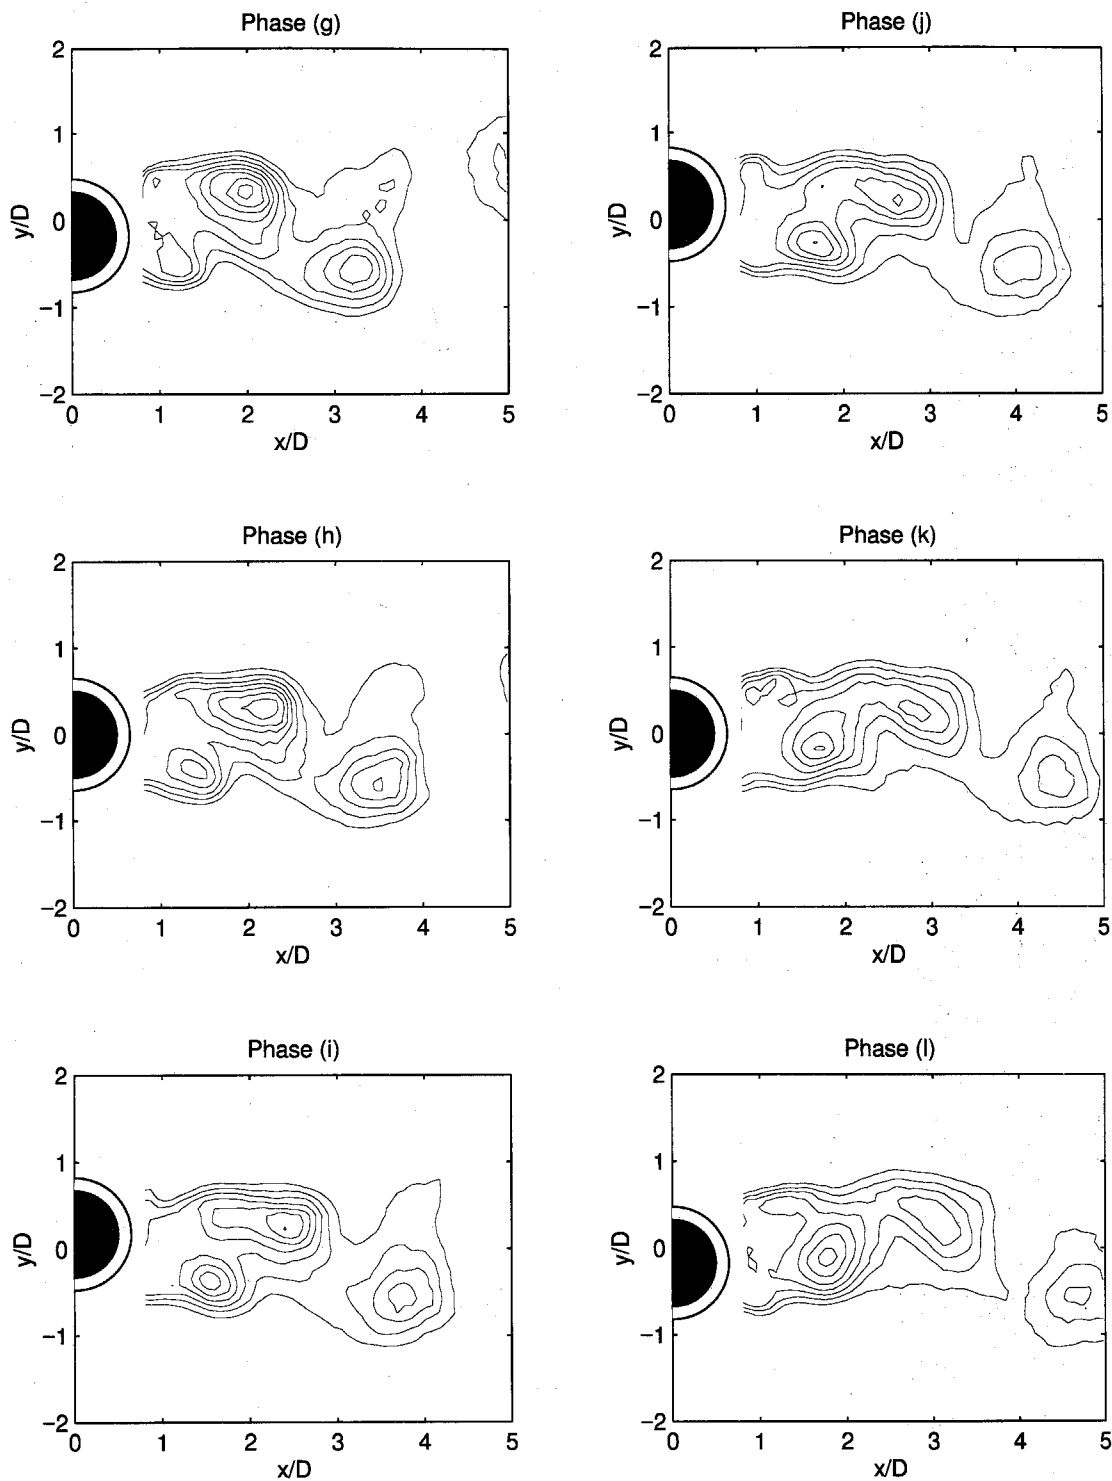 Phase (g)
2
1
0
−1
−2
y/D
0 1 2 3 4 5
x/D
Phase (j)
2
1
0
−1
−2
y/D
0 1 2 3 4 5
x/D
Phase (h)
2
1
0
−1
−2
y/D
0 1 2 3 4 5
x/D
Phase (k)
2
1
0
−1
−2
y/D
0 1 2 3 4 5
x/D
Phase (i)
2
1
0
−1
−2
y/D
0 1 2 3 4 5
x/D
Phase (l)
2
1
0
−1
−2
y/D
0 1 2 3 4 5
x/D